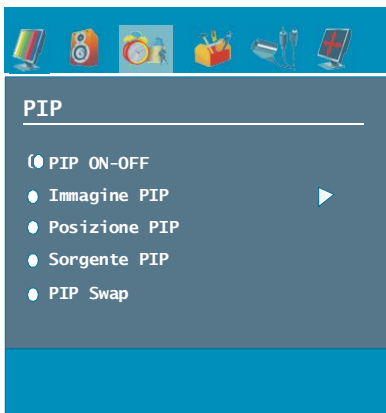 PIP
PIP ON-OFF
Immagine PIP
Posizione PIP
Sorgente PIP
PIP Swap